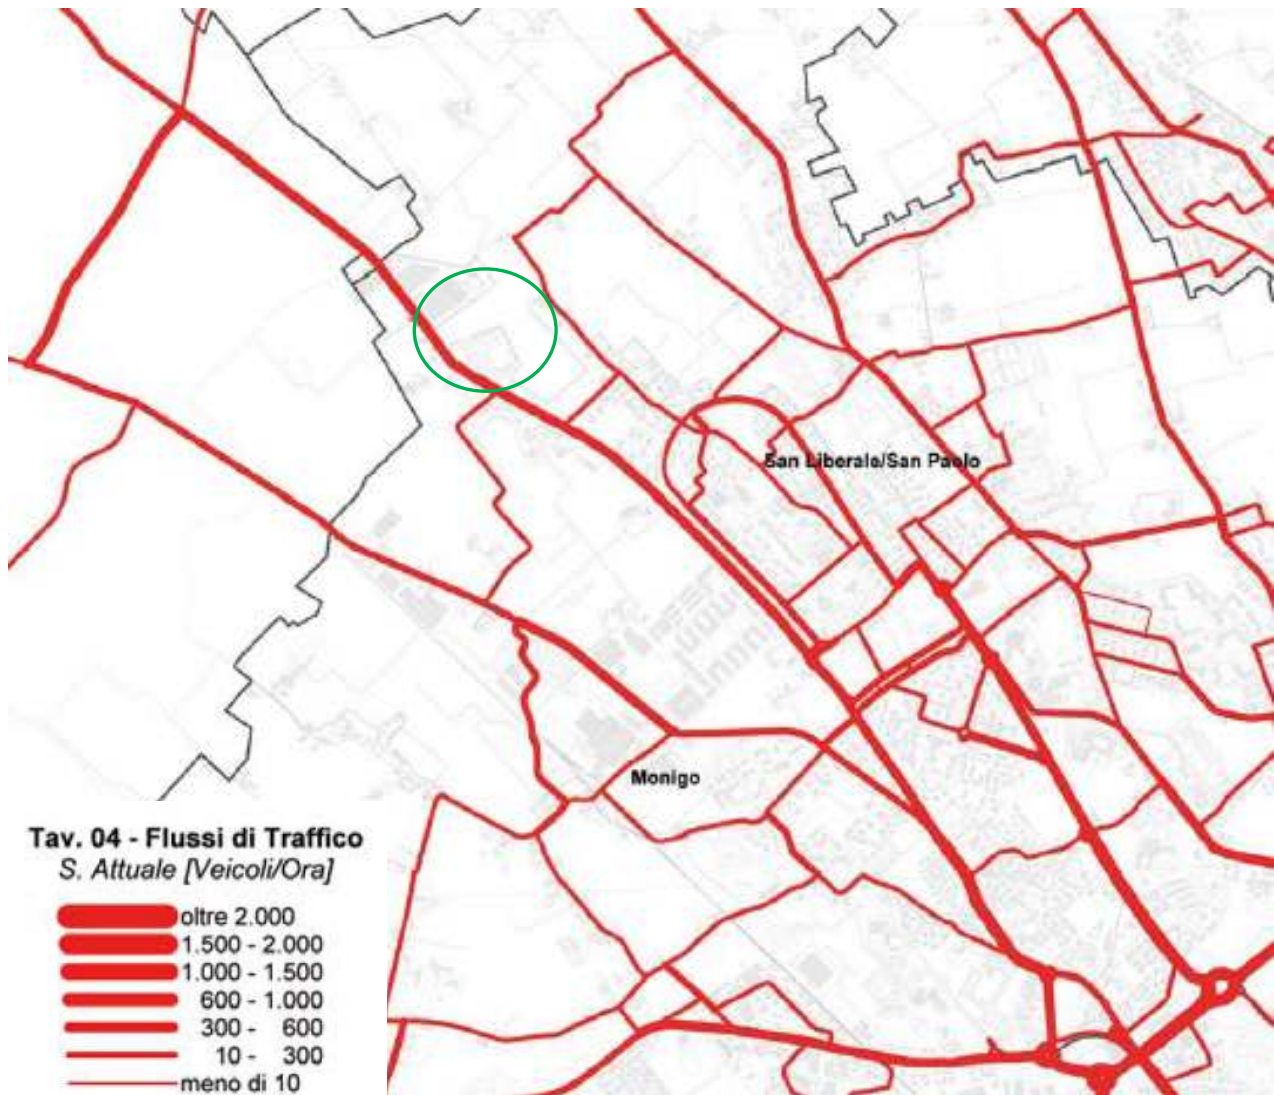 San Liberale/San Paolo
Monigo
Tav. 04 - Flussi di Traffico
S. Attuale [Veicoli/Ora]
oltre 2.000
1.500 - 2.000
1.000 - 1.500
600 - 1.000
300 - 600
10 - 300
meno di 10